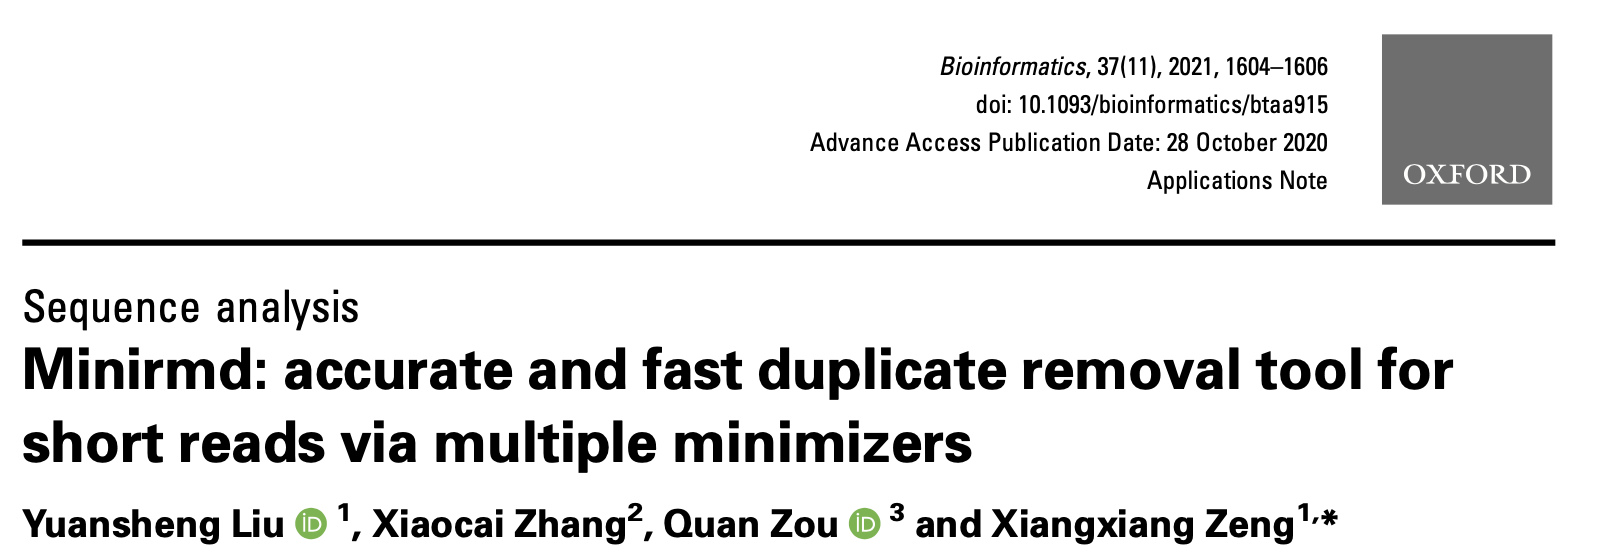 Bioinformatics, 37(11), 2021, 1604–1606
doi: 10.1093/bioinformatics/btaa915
Advance Access Publication Date: 28 October 2020
Applications Note
OXFORD
Sequence analysis
Minirmd: accurate and fast duplicate removal tool for
short reads via multiple minimizers
Yuansheng Liu iD 1, Xiaocai Zhang2, Quan Zou iD 3 and Xiangxiang Zeng1,*